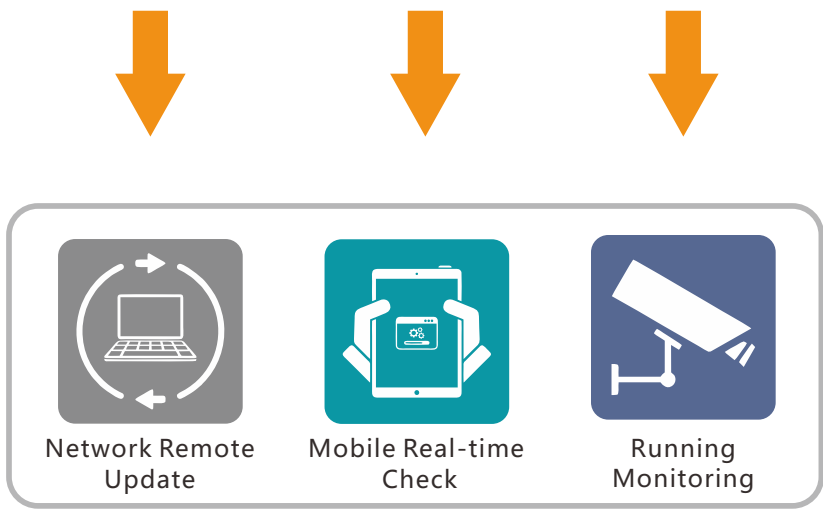 Network Remote
Update
Mobile Real-time
Check
Running
Monitoring